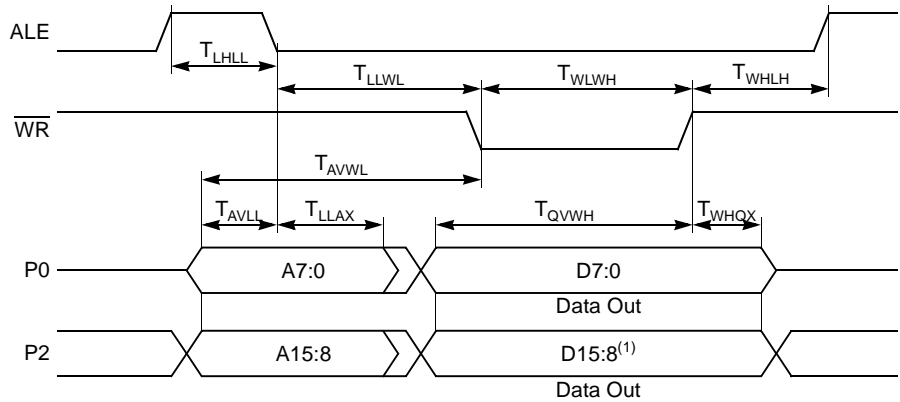 ALE
T_LHLL
T_LLWL T_WLWH T_WHLH
WR
T_AVWL
T_AVLL T_LLAX T_QVWH T_WHQX
P0 A7:0 D7:0
Data Out
P2 A15:8 D15:8(1)
Data Out